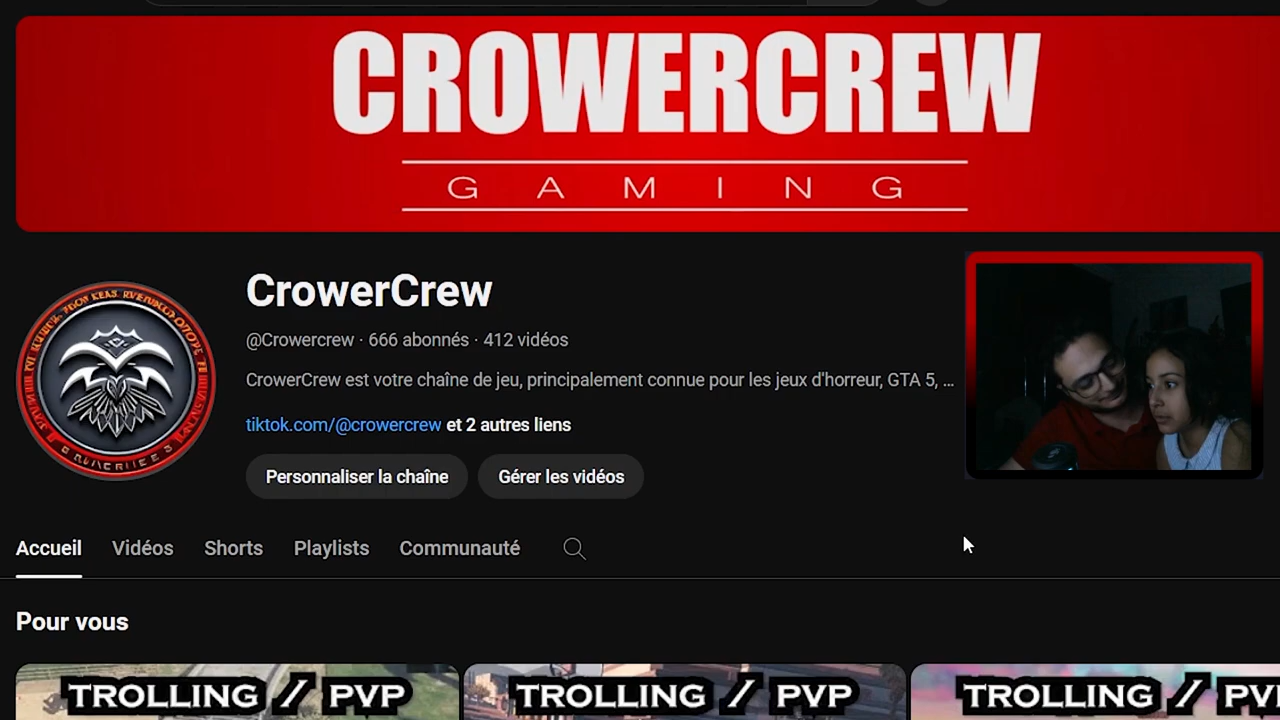 CROWERCREW
GAMING
CrowerCrew
@Crowercrew · 666 abonnés · 412 vidéos
CrowerCrew est votre chaîne de jeu, principalement connue pour les jeux d'horreur, GTA 5, ...
tiktok.com/@crowercrew et 2 autres liens
Personnaliser la chaîne Gérer les vidéos
Accueil Vidéos Shorts Playlists Communauté
Pour vous
TROLLING / PVP TROLLING / PVP TROLLING /